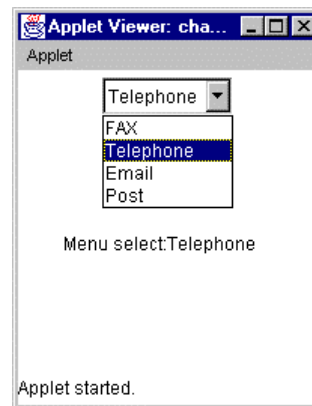 Applet Viewer: cha...
Applet
Telephone
FAX
Telephone
Email
Post
Menu select:Telephone
Applet started.